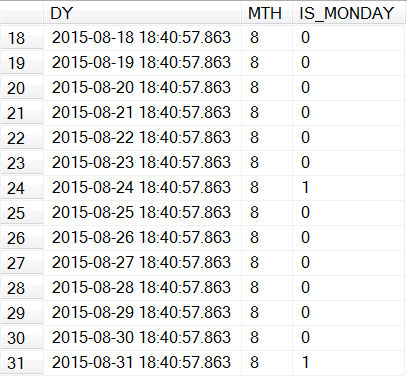 DY MTH IS_MONDAY
18 2015-08-18 18:40:57.863 8 0
19 2015-08-19 18:40:57.863 8 0
20 2015-08-20 18:40:57.863 8 0
21 2015-08-21 18:40:57.863 8 0
22 2015-08-22 18:40:57.863 8 0
23 2015-08-23 18:40:57.863 8 0
24 2015-08-24 18:40:57.863 8 1
25 2015-08-25 18:40:57.863 8 0
26 2015-08-26 18:40:57.863 8 0
27 2015-08-27 18:40:57.863 8 0
28 2015-08-28 18:40:57.863 8 0
29 2015-08-29 18:40:57.863 8 0
30 2015-08-30 18:40:57.863 8 0
31 2015-08-31 18:40:57.863 8 1